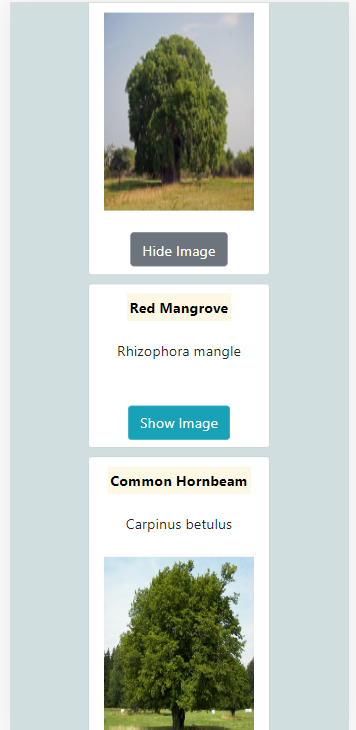 Hide Image
Red Mangrove
Rhizophora mangle
Show Image
Common Hornbeam
Carpinus betulus